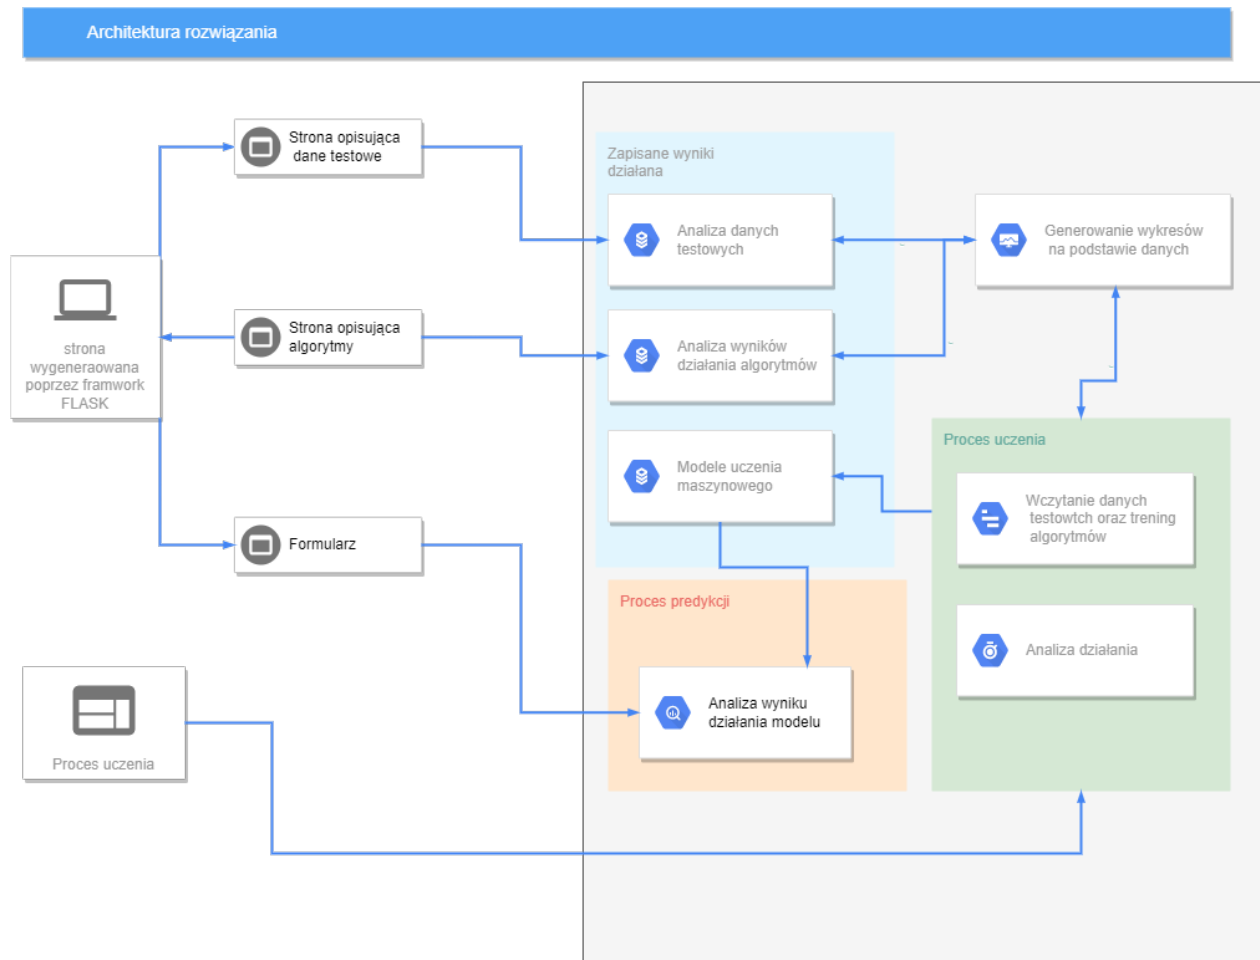 Architektura rozwiązania
Strona opisująca
dane testowe
Zapisane wyniki
działana
Analiza danych
testowych
Generowanie wykresów
na podstawie danych
strona
wygeneraowana
poprzez framwork
FLASK
Strona opisująca
algorytmy
Analiza wyników
działania algorytmów
Modele uczenia
maszynowego
Proces uczenia
Wczytanie danych
testowtch oraz trening
algorytmów
Formularz
Proces predykcji
Analiza działania
Analiza wyniku
działania modelu
Proces uczenia